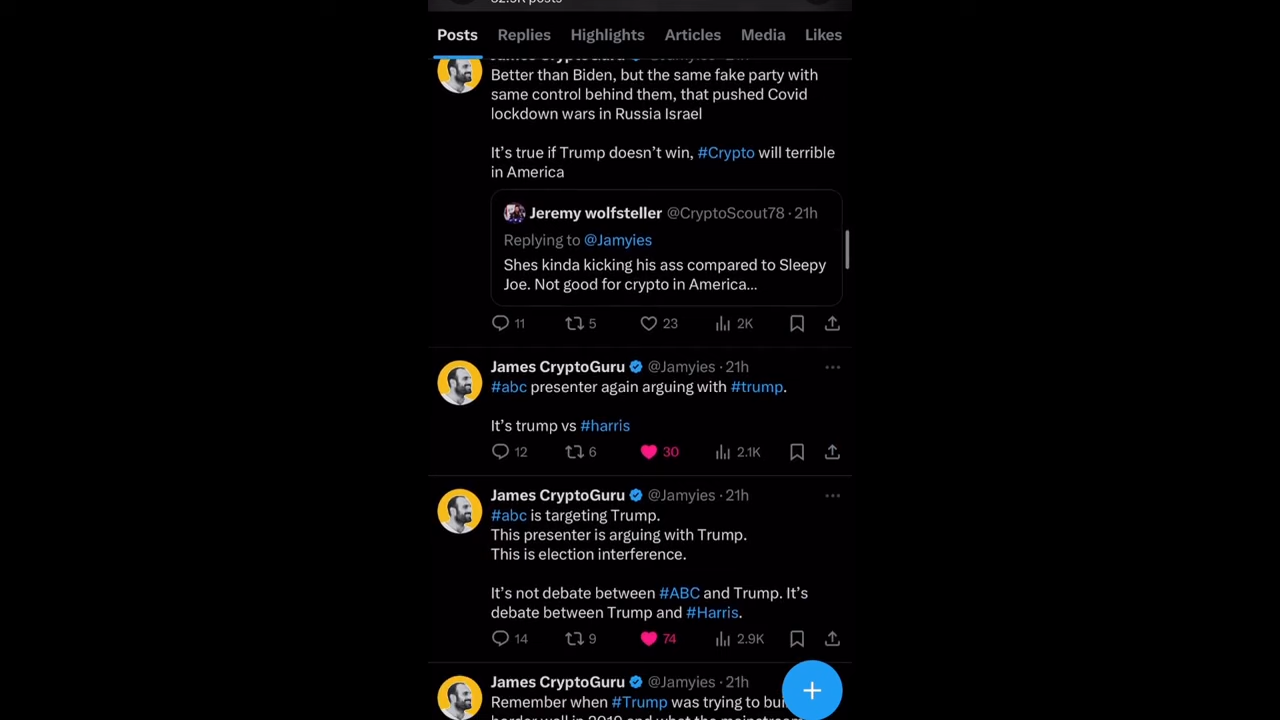 Posts Replies Highlights Articles Media Likes
Better than Biden, but the same fake party with
same control behind them, that pushed Covid
lockdown wars in Russia Israel
It’s true if Trump doesn’t win, #Crypto will terrible
in America
Jeremy wolfsteller @CryptoScout78 · 21h
Replying to @Jamyies
Shes kinda kicking his ass compared to Sleepy
Joe. Not good for crypto in America...
11 5 23 2K
James CryptoGuru @Jamyies · 21h
#abc presenter again arguing with #trump.
It’s trump vs #harris
12 6 30 2.1K
James CryptoGuru @Jamyies · 21h
#abc is targeting Trump.
This presenter is arguing with Trump.
This is election interference.
It’s not debate between #ABC and Trump. It’s
debate between Trump and #Harris.
14 9 74 2.9K
James CryptoGuru @Jamyies · 21h
Remember when #Trump was trying to